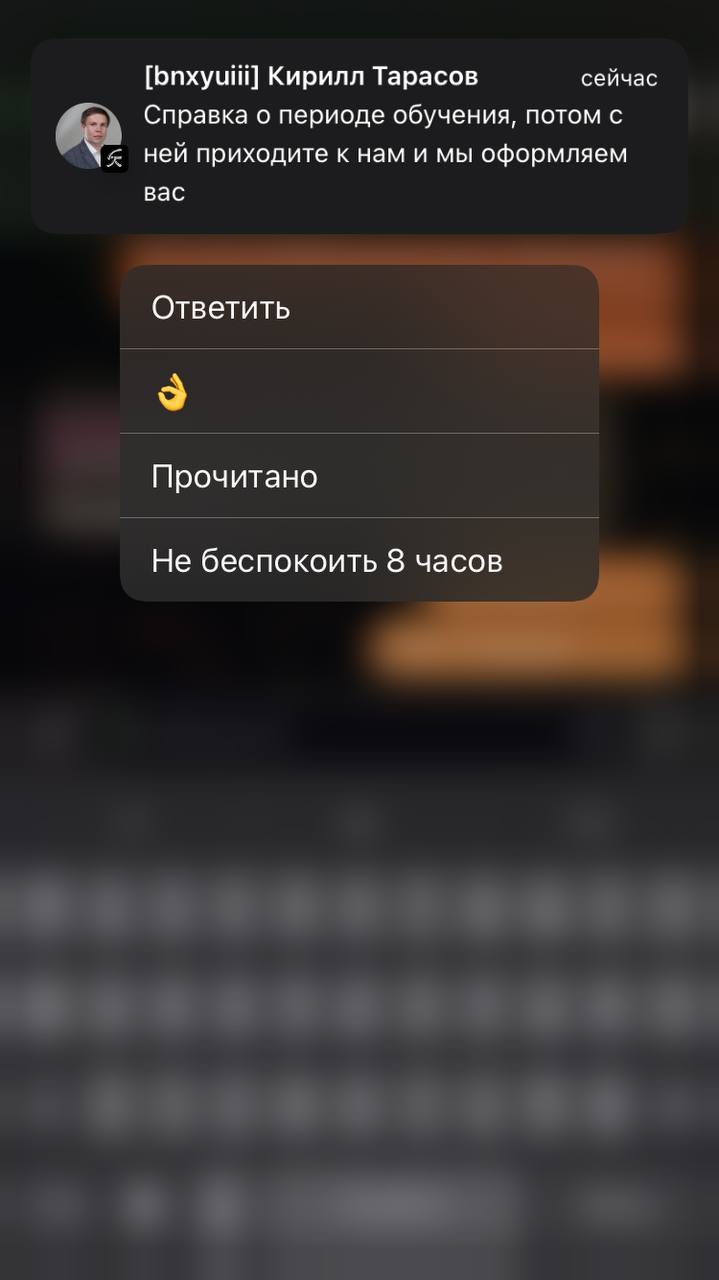 [bnxyuiii] Кирилл Тарасов сейчас
Справка о периоде обучения, потом с
ней приходите к нам и мы оформляем
вас
Ответить
👌
Прочитано
Не беспокоить 8 часов